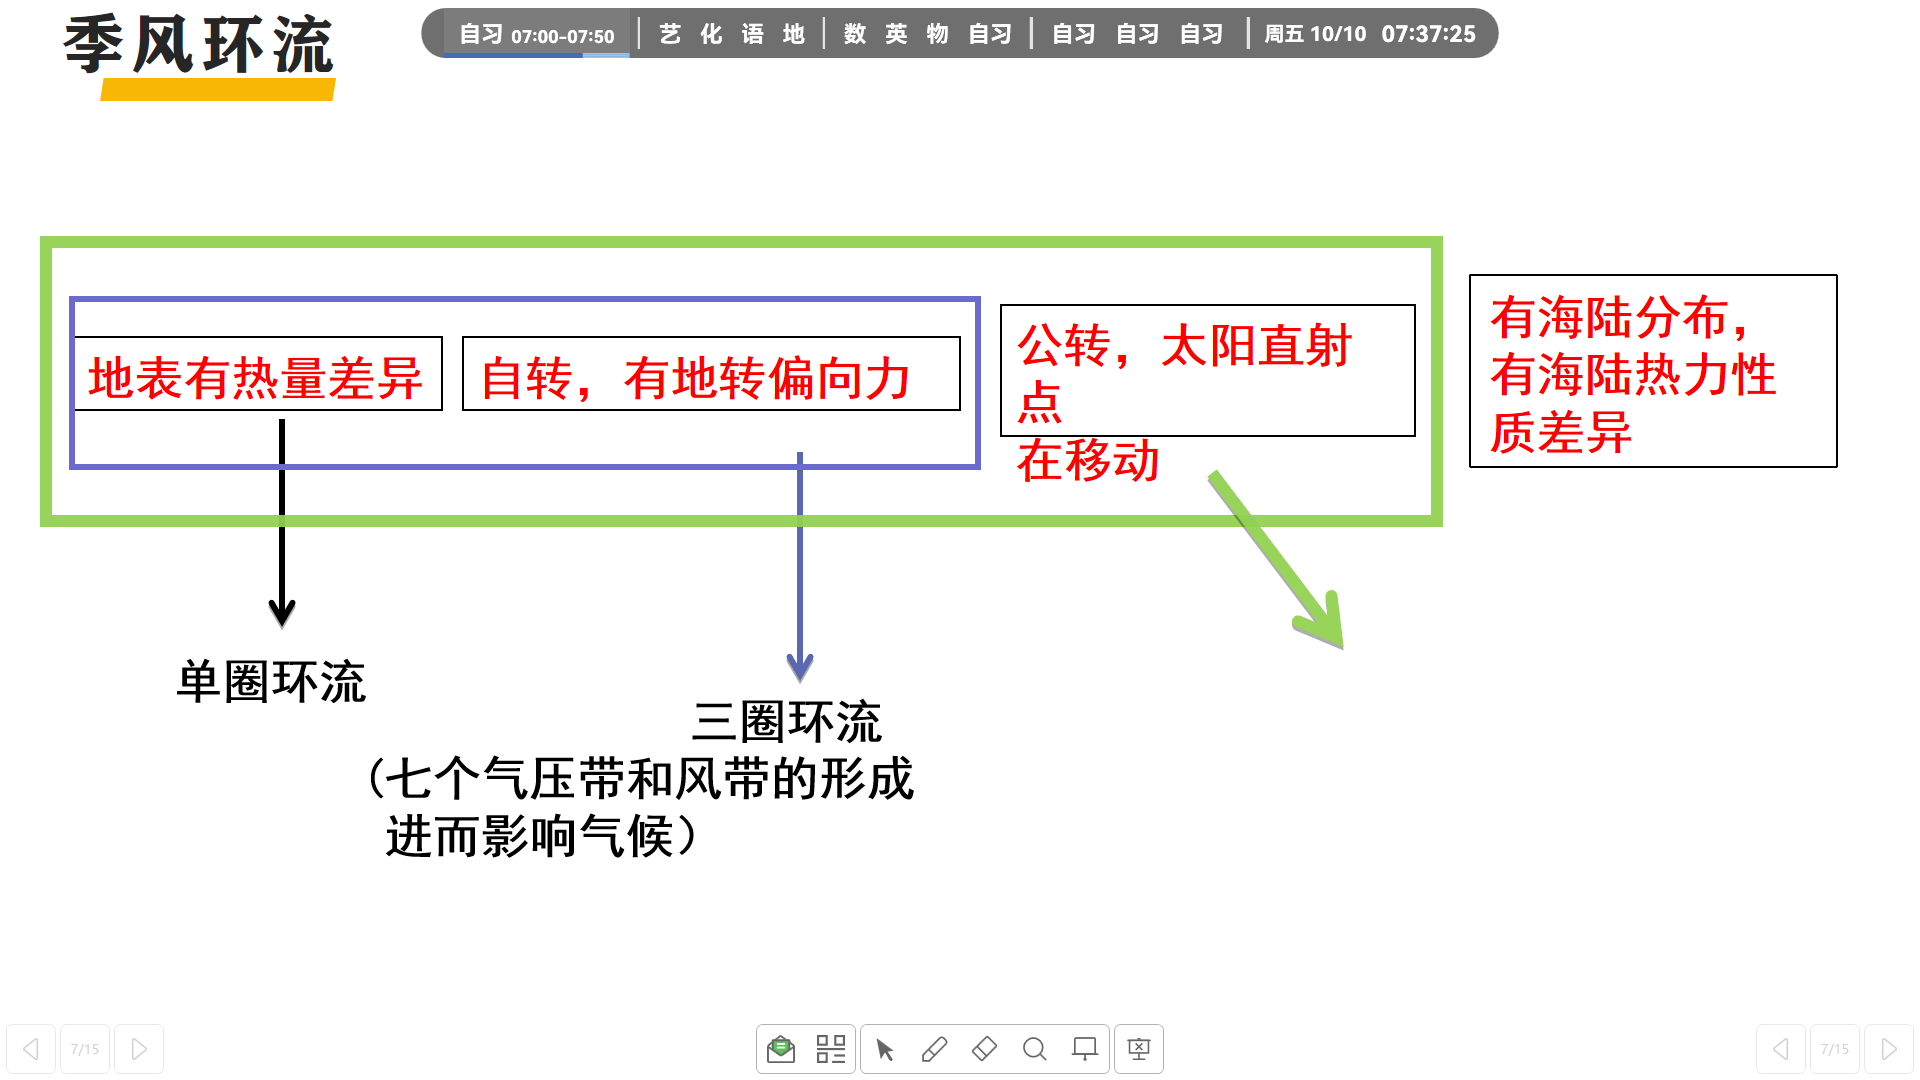 季风环流
自习 07:00-07:50 艺 化 语 地 数 英 物 自习 自习 自习 自习 周五 10/10 07:37:25
地表有热量差异
自转，有地转偏向力
公转，太阳直射
点
在移动
有海陆分布，
有海陆热力性
质差异
单圈环流
三圈环流
（七个气压带和风带的形成
进而影响气候）
7/15
7/15